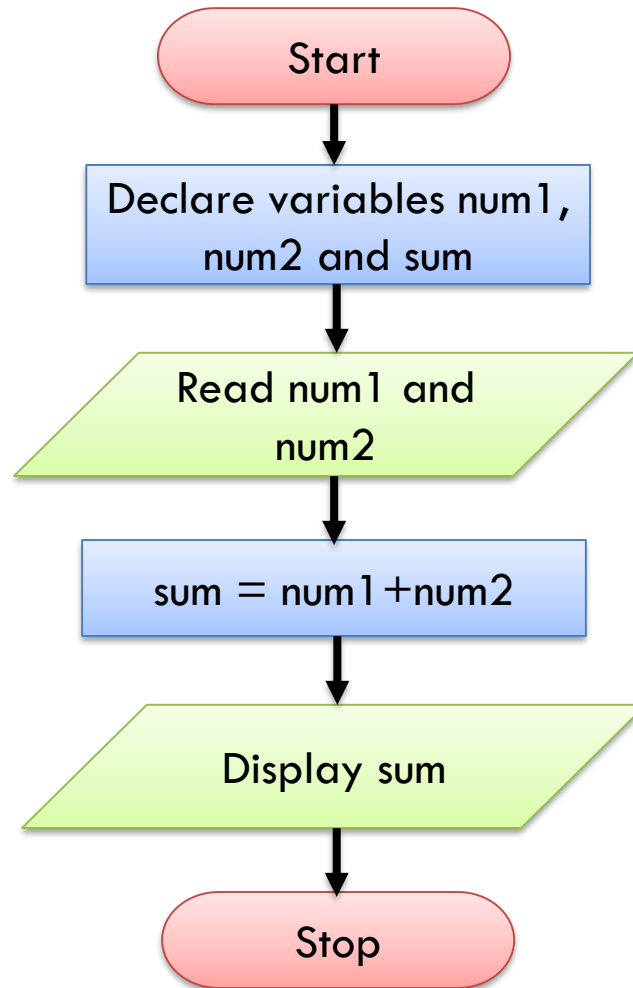 Start
Declare variables num1,
num2 and sum
Read num1 and
num2
sum = num1+num2
Display sum
Stop